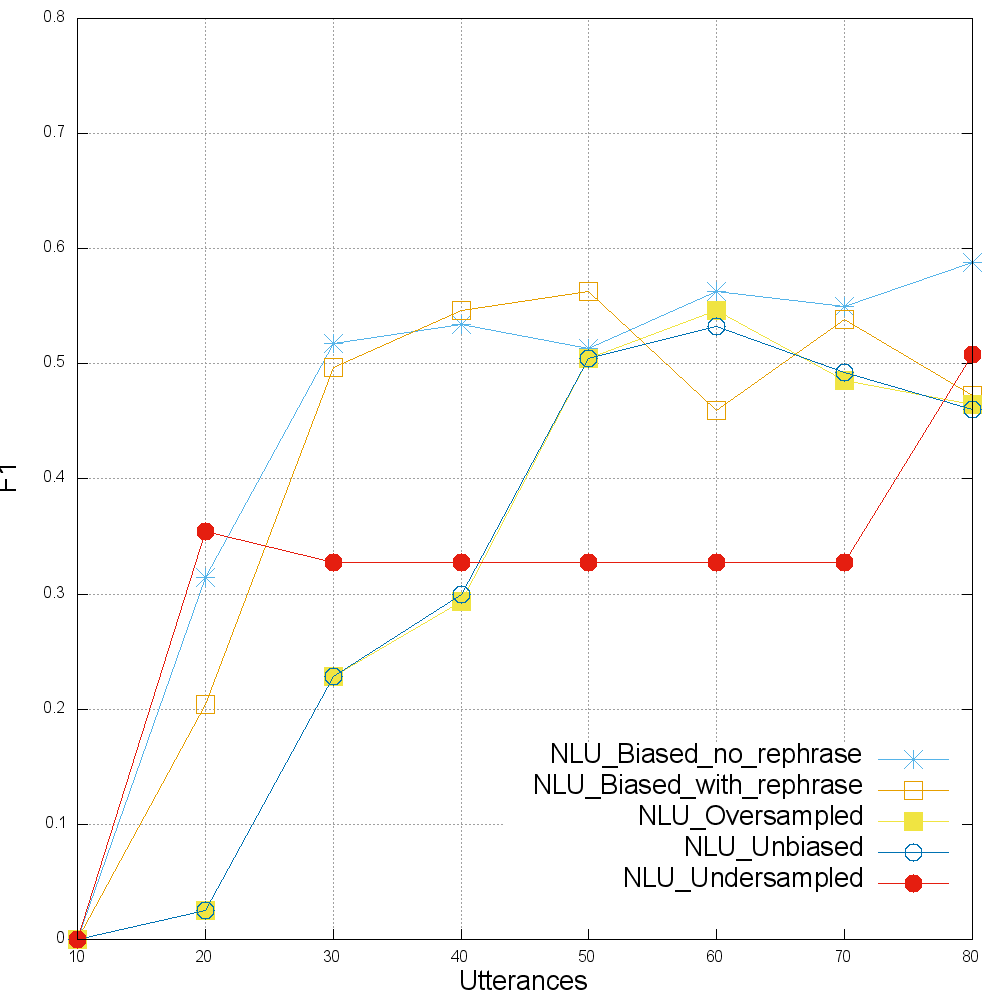 0.8
0.7
0.6
0.5
0.4
0.3
0.2
0.1
0
F1
NLU_Biased_no_rephrase
NLU_Biased_with_rephrase
NLU_Oversampled
NLU_Unbiased
NLU_Undersampled
10 20 30 40 50 60 70 80
Utterances